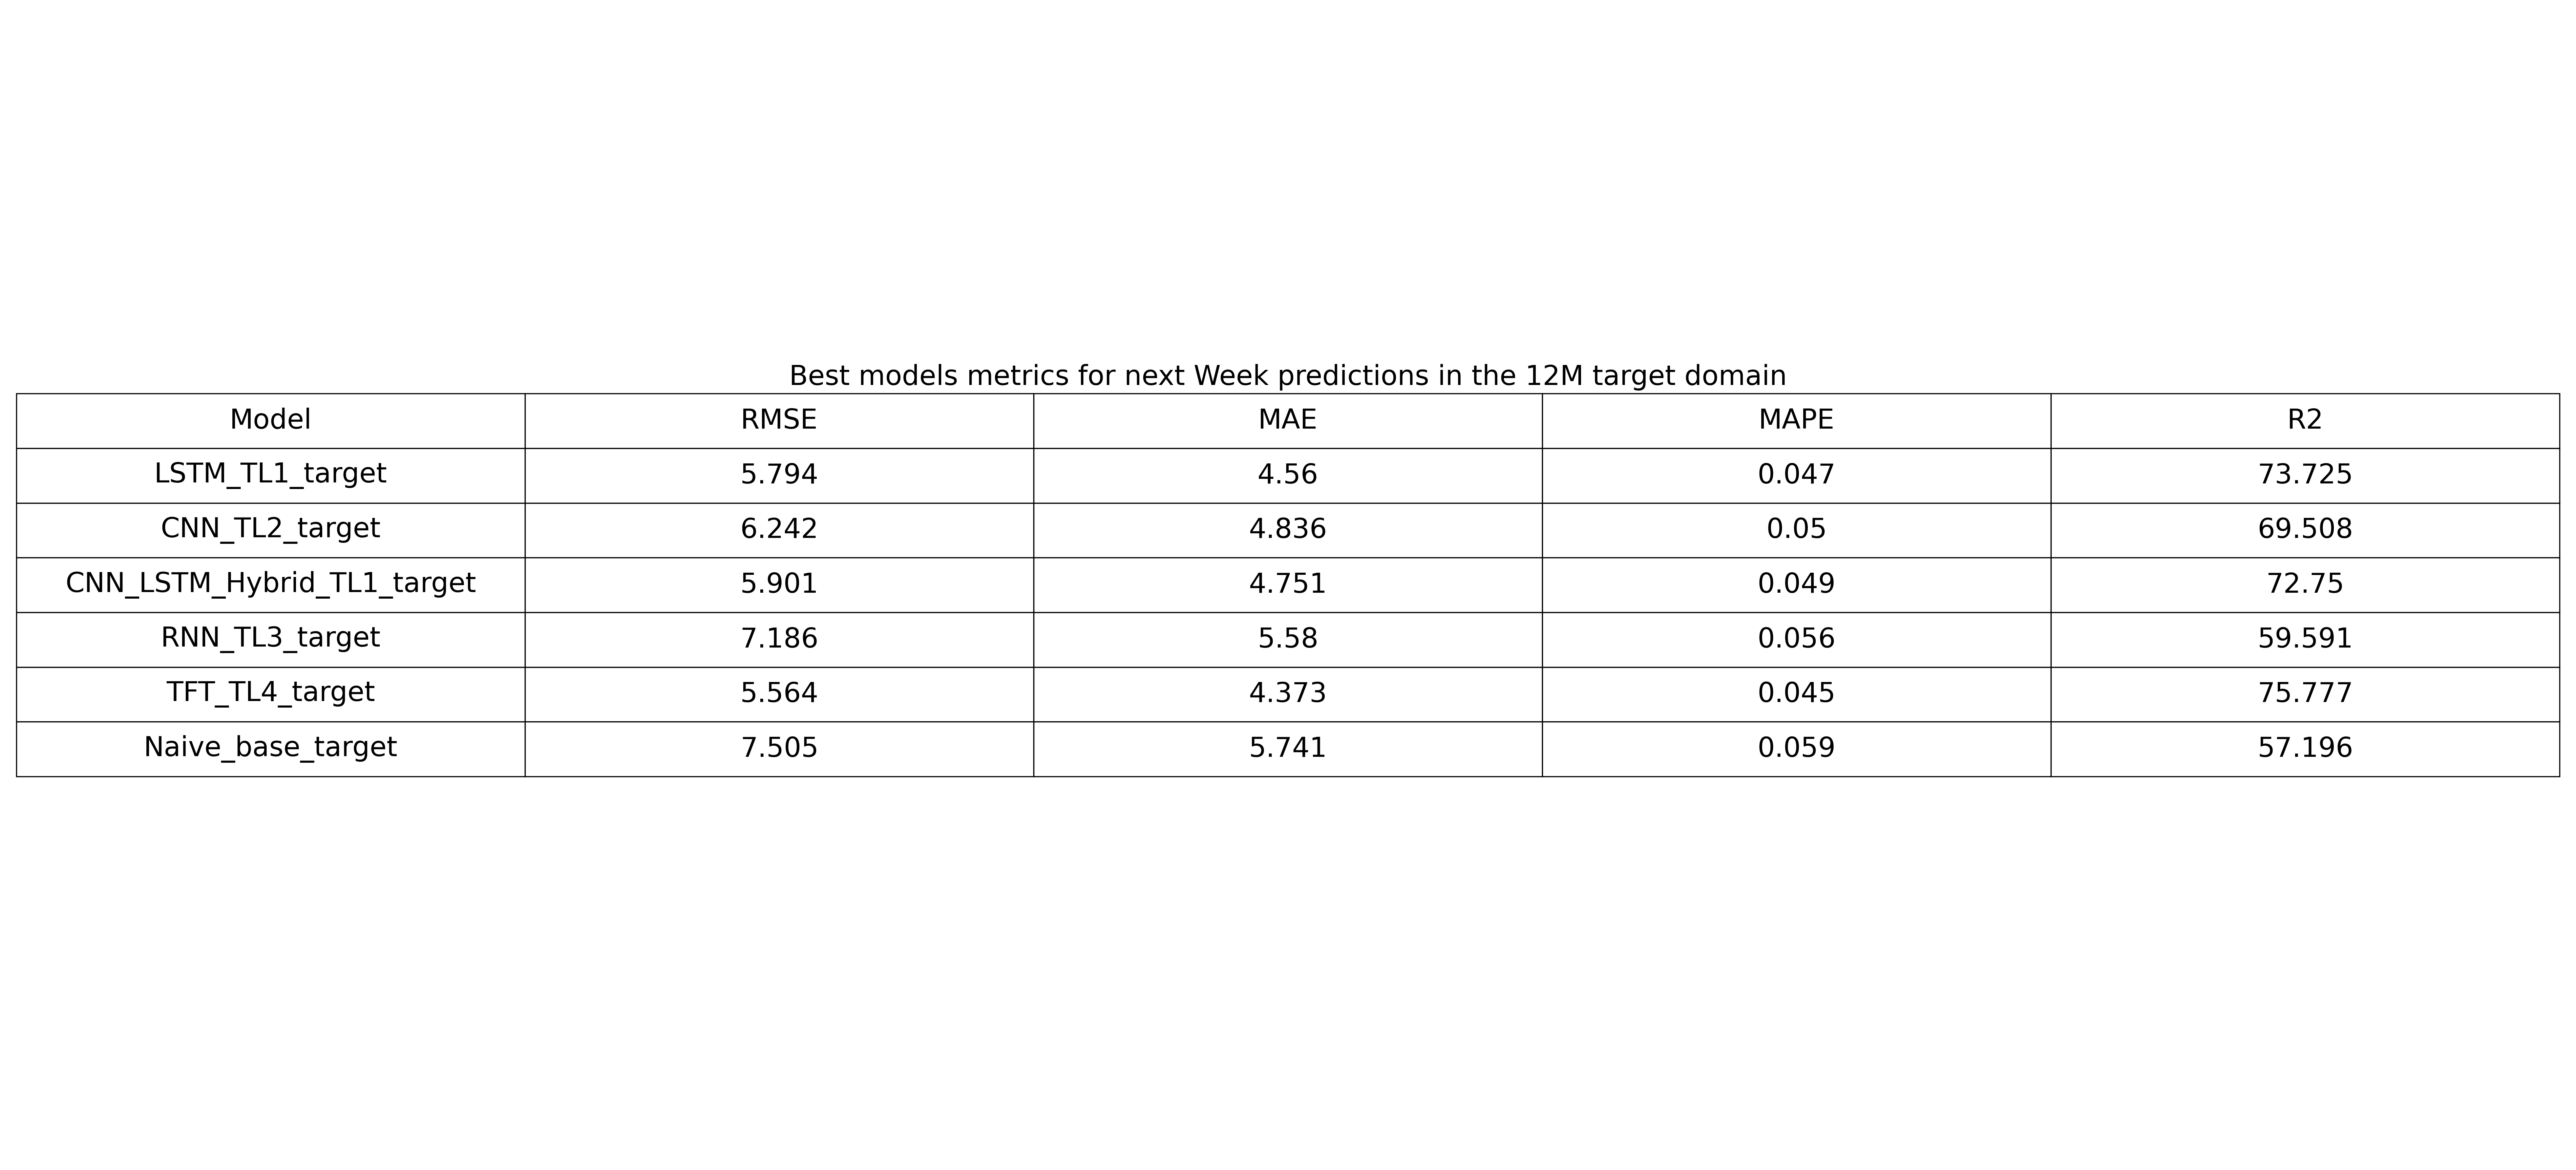 Best models metrics for next Week predictions in the 12M target domain
Model RMSE MAE MAPE R2
LSTM_TL1_target 5.794 4.56 0.047 73.725
CNN_TL2_target 6.242 4.836 0.05 69.508
CNN_LSTM_Hybrid_TL1_target 5.901 4.751 0.049 72.75
RNN_TL3_target 7.186 5.58 0.056 59.591
TFT_TL4_target 5.564 4.373 0.045 75.777
Naive_base_target 7.505 5.741 0.059 57.196